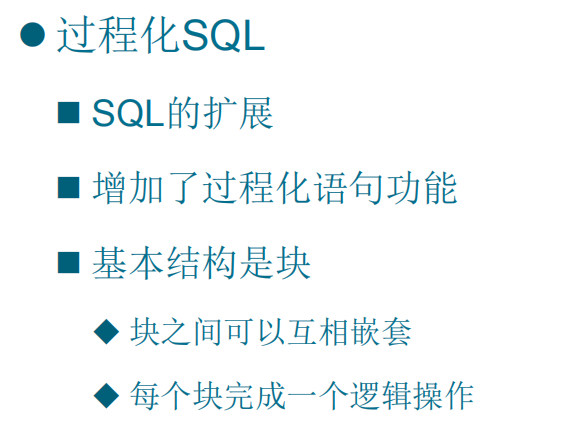 过程化SQL
SQL的扩展
增加了过程化语句功能
基本结构是块
块之间可以互相嵌套
每个块完成一个逻辑操作